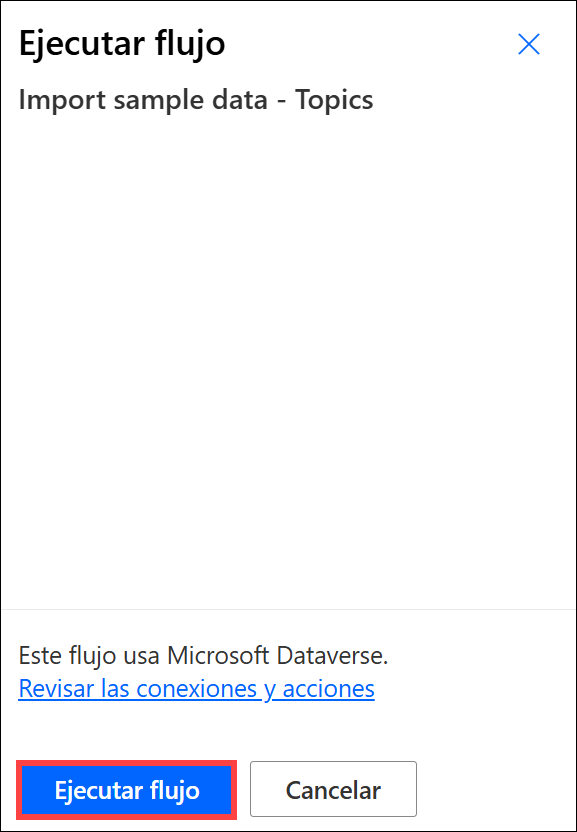 Ejecutar flujo
Import sample data - Topics
Este flujo usa Microsoft Dataverse.
Revisar las conexiones y acciones
Ejecutar flujo
Cancelar